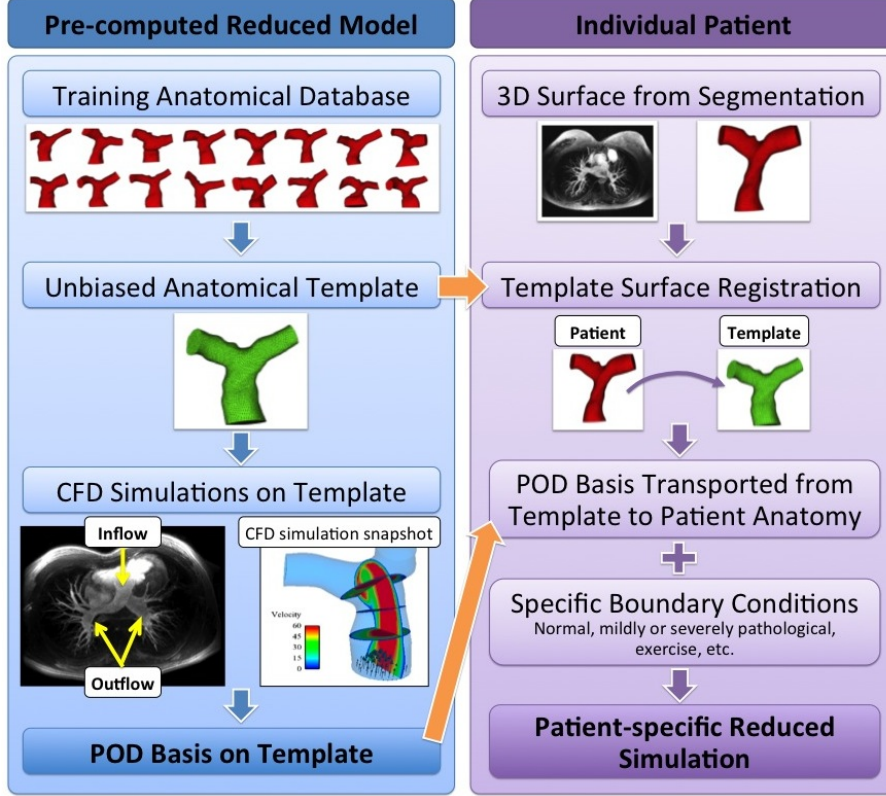 Pre-computed Reduced Model
Training Anatomical Database
Unbiased Anatomical Template
CFD Simulations on Template
Inflow
Outflow
CFD simulation snapshot
Velocity
60
45
30
15
0
POD Basis on Template
Individual Patient
3D Surface from Segmentation
Template Surface Registration
Patient
Template
POD Basis Transported from
Template to Patient Anatomy
Specific Boundary Conditions
Normal, mildly or severely pathological,
exercise, etc.
Patient-specific Reduced
Simulation